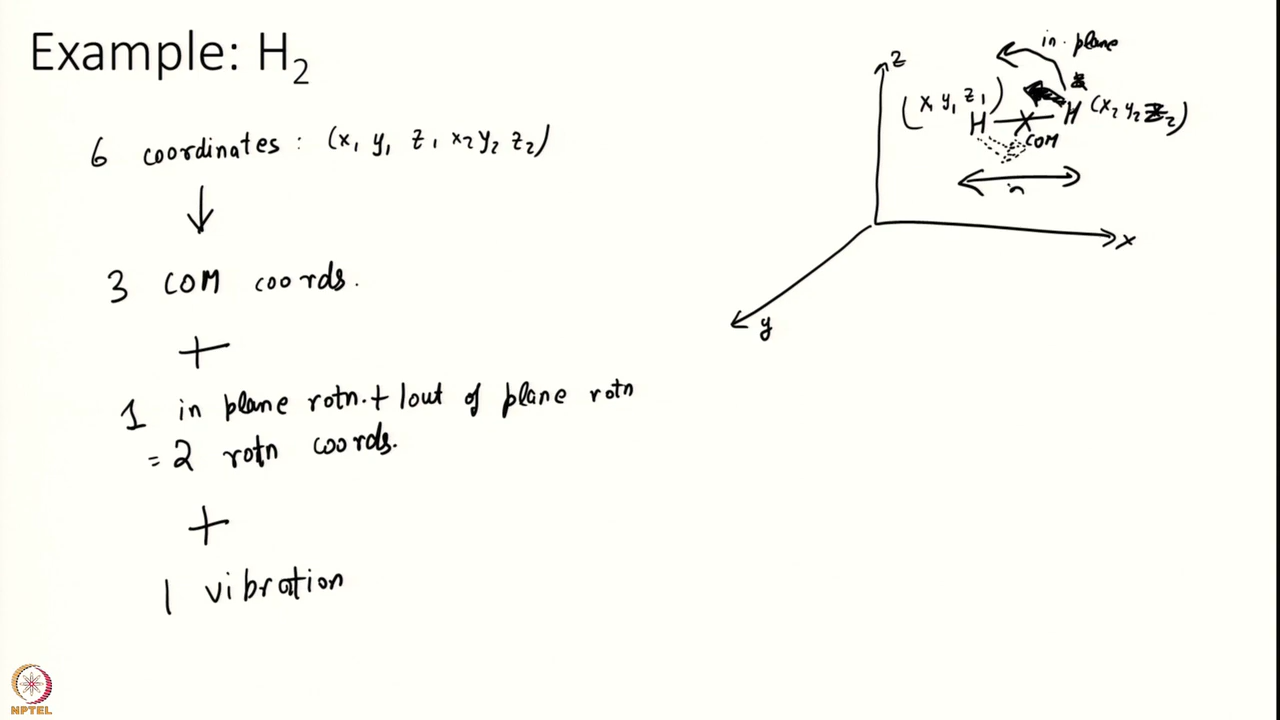 Example: H₂
6 coordinates: (x₁ y₁ z₁ x₂ y₂ z₂)
↓
3 COM coords.
+
1 in plane rotn. + 1 out of plane rotn
= 2 rotn coords.
+
1 vibration
z
in plane
(x₁ y₁ z₁)
H
H (x₂ y₂ z₂)
COM
x
y
NPTEL